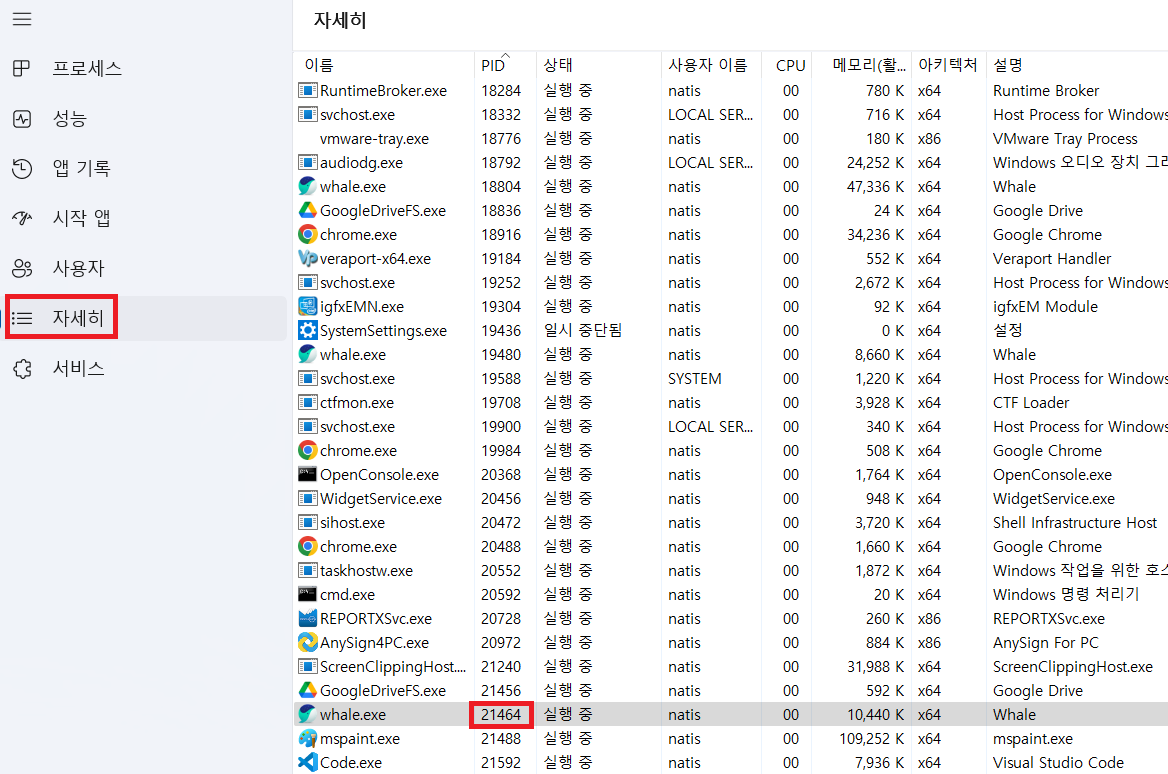 자세히
프로세스
성능
앱 기록
시작 앱
사용자
자세히
서비스
이름 PID 상태 사용자 이름 CPU 메모리(활... 아키텍처 설명
RuntimeBroker.exe 18284 실행 중 natis 00 780 K x64 Runtime Broker
svchost.exe 18332 실행 중 LOCAL SER... 00 716 K x64 Host Process for Windows
vmware-tray.exe 18776 실행 중 natis 00 180 K x86 VMware Tray Process
audiodg.exe 18792 실행 중 LOCAL SER... 00 24,252 K x64 Windows 오디오 장치 그래
whale.exe 18804 실행 중 natis 00 47,336 K x64 Whale
GoogleDriveFS.exe 18836 실행 중 natis 00 24 K x64 Google Drive
chrome.exe 18916 실행 중 natis 00 34,236 K x64 Google Chrome
veraport-x64.exe 19184 실행 중 natis 00 552 K x64 Veraport Handler
svchost.exe 19252 실행 중 natis 00 2,672 K x64 Host Process for Windows
igfxEMN.exe 19304 실행 중 natis 00 92 K x64 igfxEM Module
SystemSettings.exe 19436 일시 중단됨 natis 00 0 K x64 설정
whale.exe 19480 실행 중 natis 00 8,660 K x64 Whale
svchost.exe 19588 실행 중 SYSTEM 00 1,220 K x64 Host Process for Windows
ctfmon.exe 19708 실행 중 natis 00 3,928 K x64 CTF Loader
svchost.exe 19900 실행 중 LOCAL SER... 00 340 K x64 Host Process for Windows
chrome.exe 19984 실행 중 natis 00 508 K x64 Google Chrome
OpenConsole.exe 20368 실행 중 natis 00 1,764 K x64 OpenConsole.exe
WidgetService.exe 20456 실행 중 natis 00 948 K x64 WidgetService.exe
sihost.exe 20472 실행 중 natis 00 3,720 K x64 Shell Infrastructure Host
chrome.exe 20488 실행 중 natis 00 1,660 K x64 Google Chrome
taskhostw.exe 20552 실행 중 natis 00 1,872 K x64 Windows 작업을 위한 호스
cmd.exe 20592 실행 중 natis 00 20 K x64 Windows 명령 처리기
REPORTXSvc.exe 20728 실행 중 natis 00 260 K x86 REPORTXSvc.exe
AnySign4PC.exe 20972 실행 중 natis 00 884 K x86 AnySign For PC
ScreenClippingHost.... 21240 실행 중 natis 00 31,988 K x64 ScreenClippingHost.exe
GoogleDriveFS.exe 21456 실행 중 natis 00 592 K x64 Google Drive
whale.exe 21464 실행 중 natis 00 10,440 K x64 Whale
mspaint.exe 21488 실행 중 natis 00 109,252 K x64 mspaint.exe
Code.exe 21592 실행 중 natis 00 7,936 K x64 Visual Studio Code